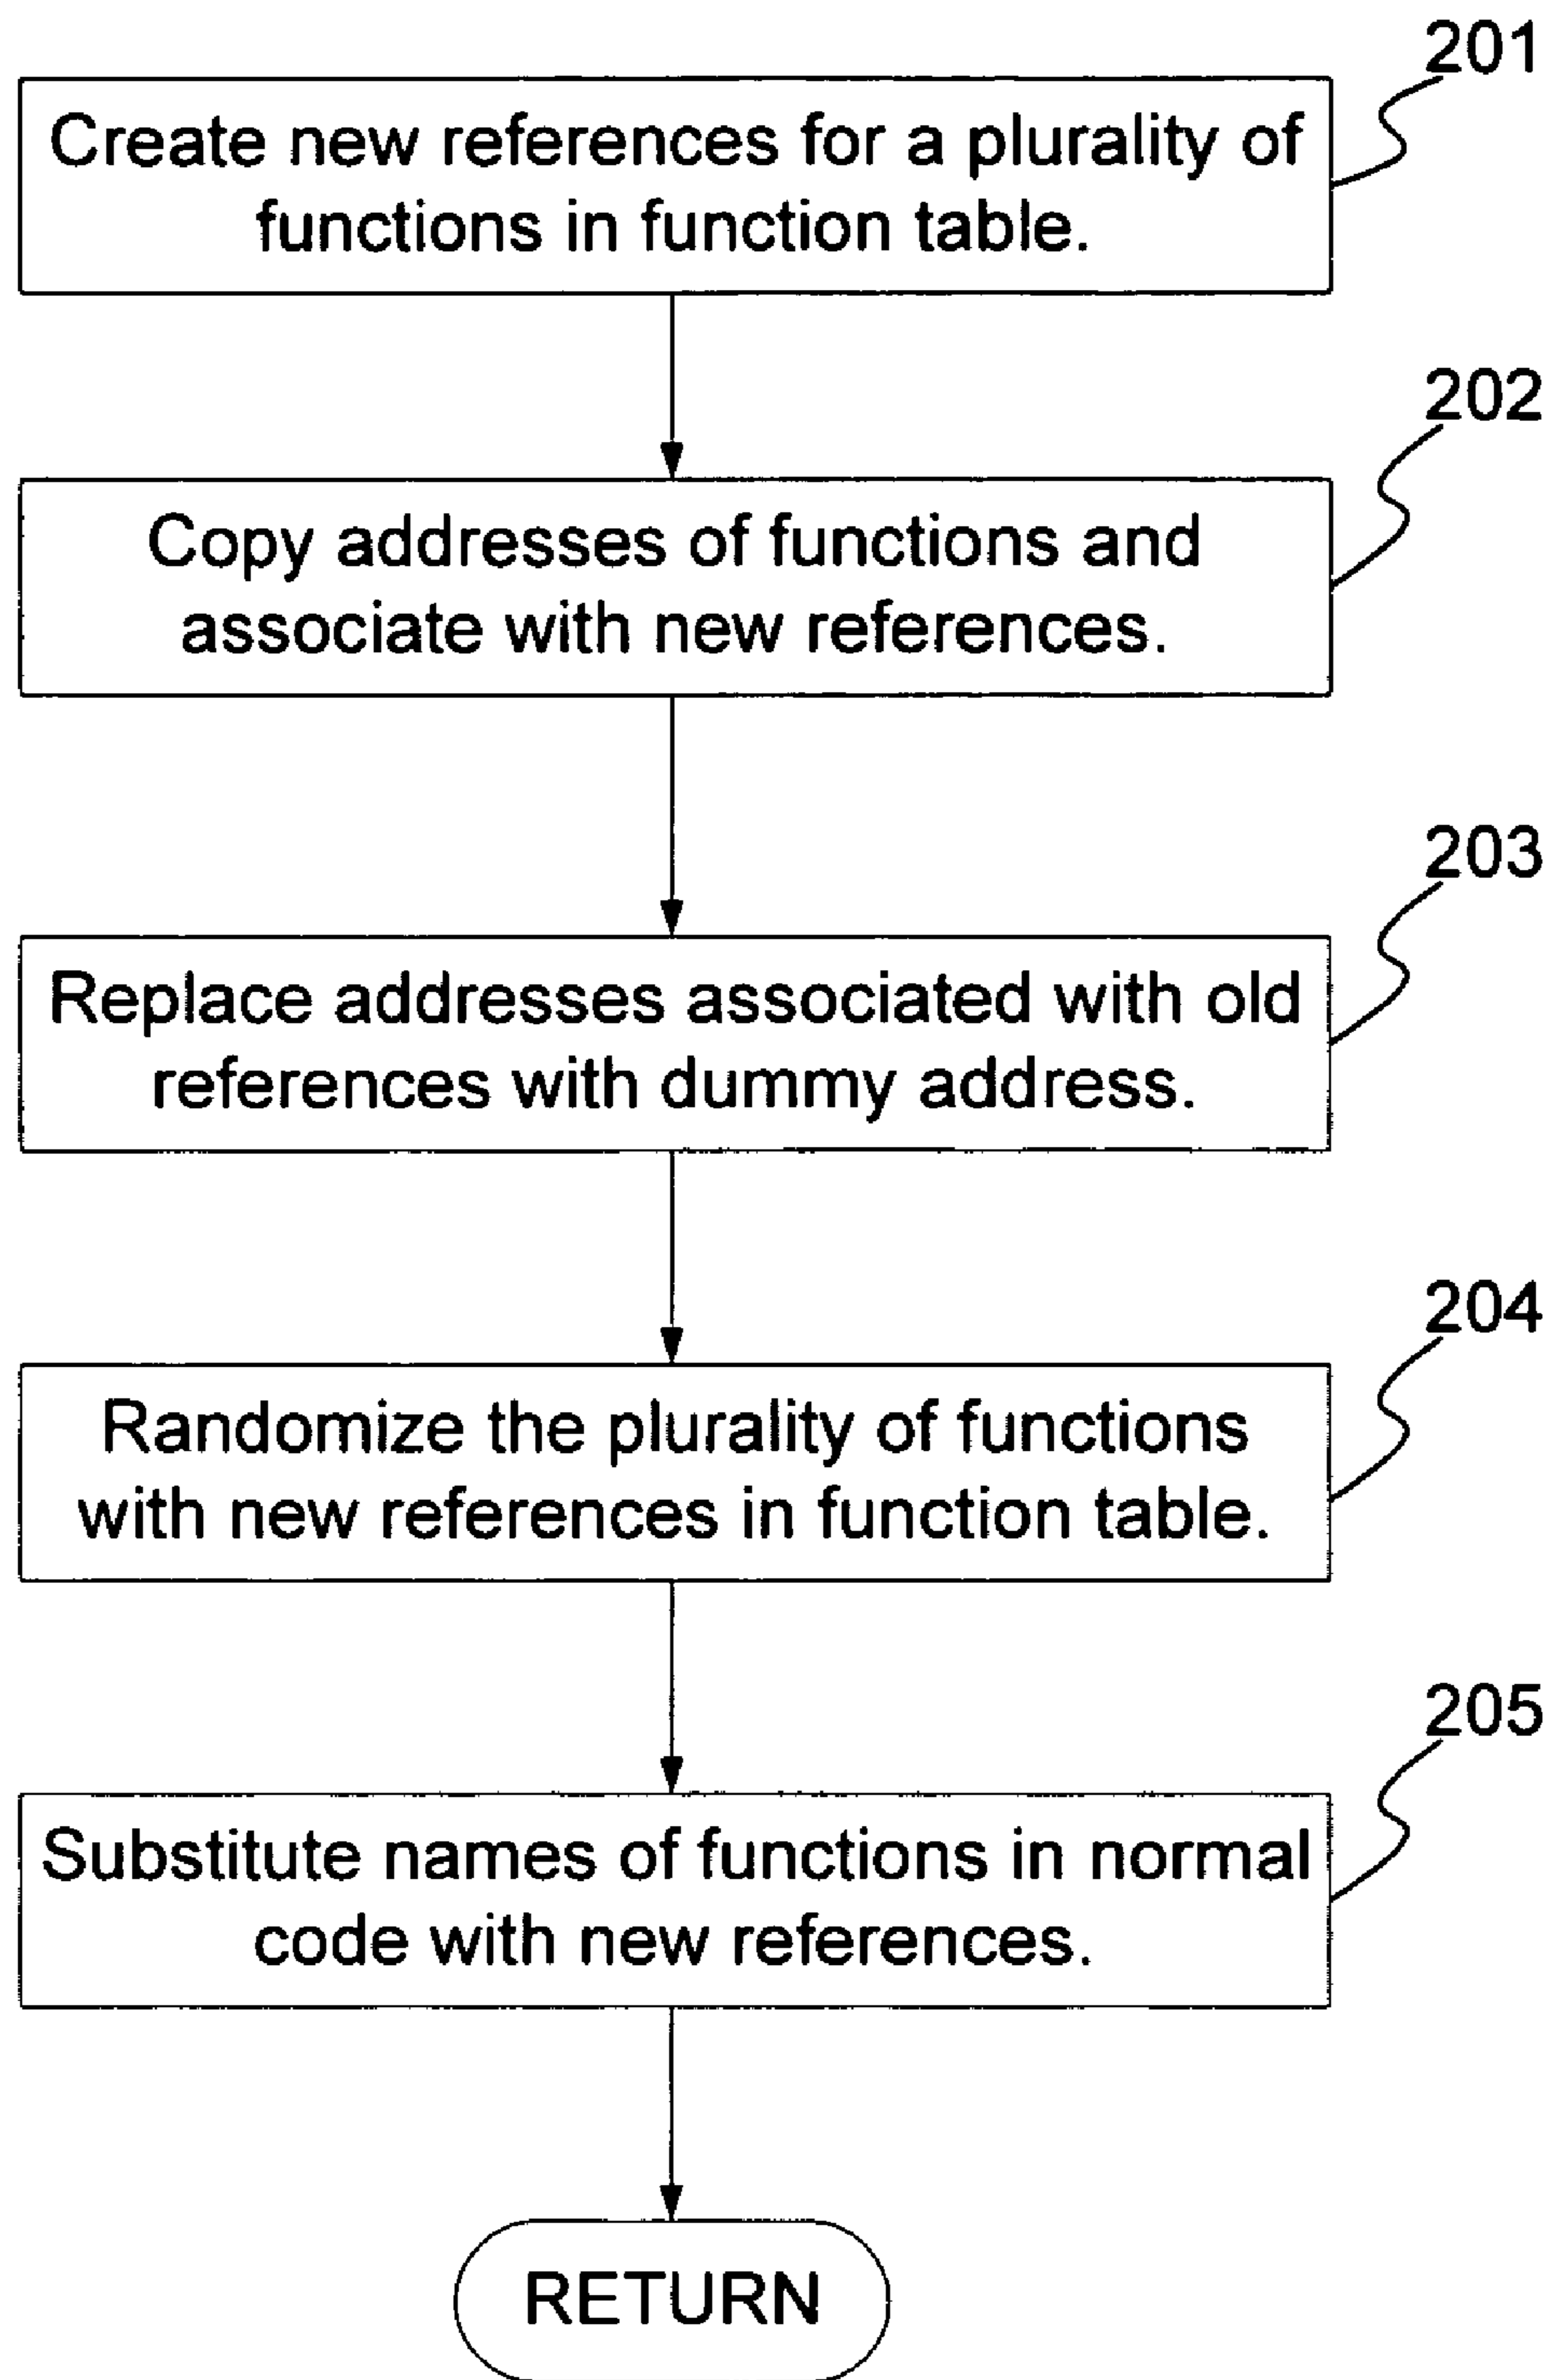 201
Create new references for a plurality of
functions in function table.
202
Copy addresses of functions and
associate with new references.
203
Replace addresses associated with old
references with dummy address.
204
Randomize the plurality of functions
with new references in function table.
205
Substitute names of functions in normal
code with new references.
RETURN